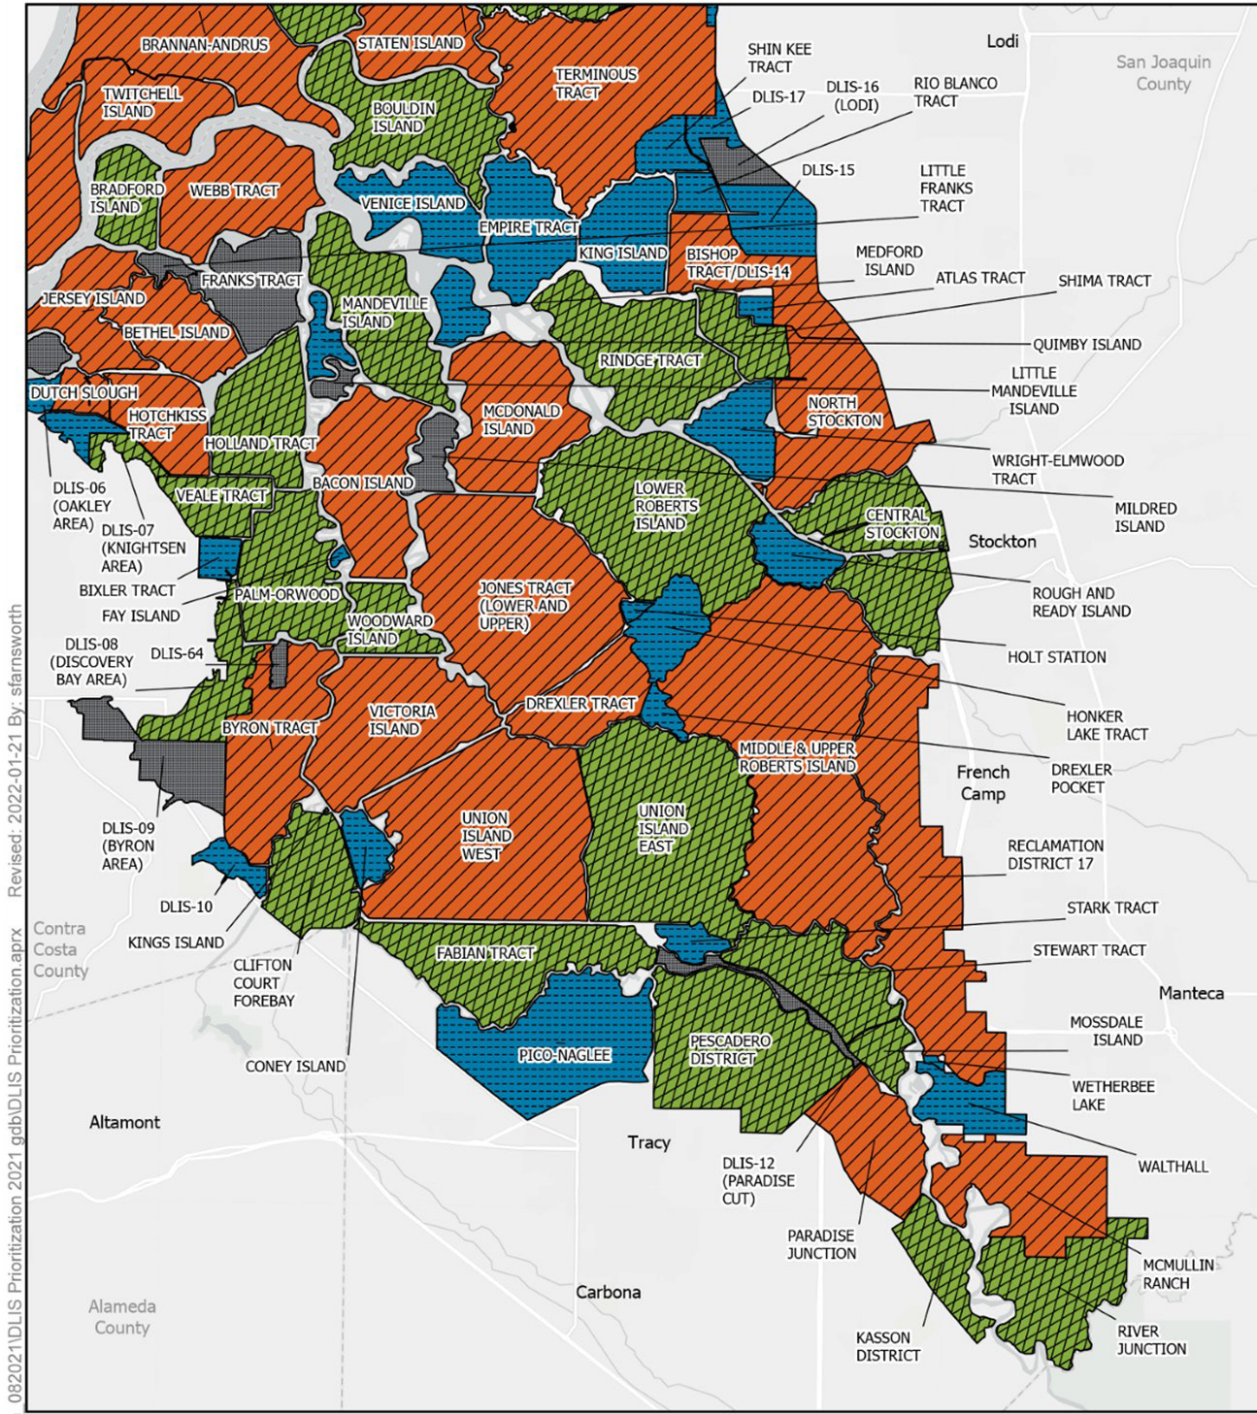 BRANNAN-ANDRUS
STATEN ISLAND
Lodi
San Joaquin
County
TWITCHELL
ISLAND
BOULDIN
ISLAND
TERMINOUS
TRACT
SHIN KEE
TRACT
DLIS-17
DLIS-16
(LODI)
RIO BLANCO
TRACT
BRADFORD
ISLAND
WEBB TRACT
VENICE ISLAND
EMPIRE TRACT
KING ISLAND
DLIS-15
LITTLE
FRANKS
TRACT
BISHOP
TRACT/DLIS-14
MEDFORD
ISLAND
ATLAS TRACT
SHIMA TRACT
FRANKS TRACT
JERSEY ISLAND
BETHEL ISLAND
MANDEVILLE
ISLAND
RINDGE TRACT
QUIMBY ISLAND
LITTLE
MANDEVILLE
ISLAND
DUTCH SLOUGH
HOTCHKISS
TRACT
HOLLAND TRACT
MCDONALD
ISLAND
NORTH
STOCKTON
WRIGHT-ELMWOOD
TRACT
MILDRED
ISLAND
DLIS-06
(OAKLEY
AREA)
VEALE TRACT
BACON ISLAND
LOWER
ROBERTS
ISLAND
CENTRAL
STOCKTON
Stockton
DLIS-07
(KNIGHTSEN
AREA)
BIXLER TRACT
FAY ISLAND
PALM-ORWOOD
WOODWARD
ISLAND
JONES TRACT
(LOWER AND
UPPER)
ROUGH AND
READY ISLAND
HOLT STATION
DLIS-08
(DISCOVERY
BAY AREA)
DLIS-64
BYRON TRACT
VICTORIA
ISLAND
DREXLER TRACT
MIDDLE & UPPER
ROBERTS ISLAND
HONKER
LAKE TRACT
DREXLER
POCKET
French
Camp
DLIS-09
(BYRON
AREA)
UNION
ISLAND
WEST
UNION
ISLAND
EAST
RECLAMATION
DISTRICT 17
DLIS-10
KINGS ISLAND
STARK TRACT
STEWART TRACT
Contra
Costa
County
CLIFTON
COURT
FOREBAY
FABIAN TRACT
Manteca
CONEY ISLAND
PICO-NAGLEE
PESCADERO
DISTRICT
MOSSDALE
ISLAND
WETHERBEE
LAKE
Altamont
Tracy
DLIS-12
(PARADISE
CUT)
WALTHALL
PARADISE
JUNCTION
MCMULLIN
RANCH
Carbona
Alameda
County
KASSON
DISTRICT
RIVER
JUNCTION
082021\DLIS Prioritization 2021 gdb\DLIS Prioritization.aprx Revised: 2022-01-21 By: sfarnsworth